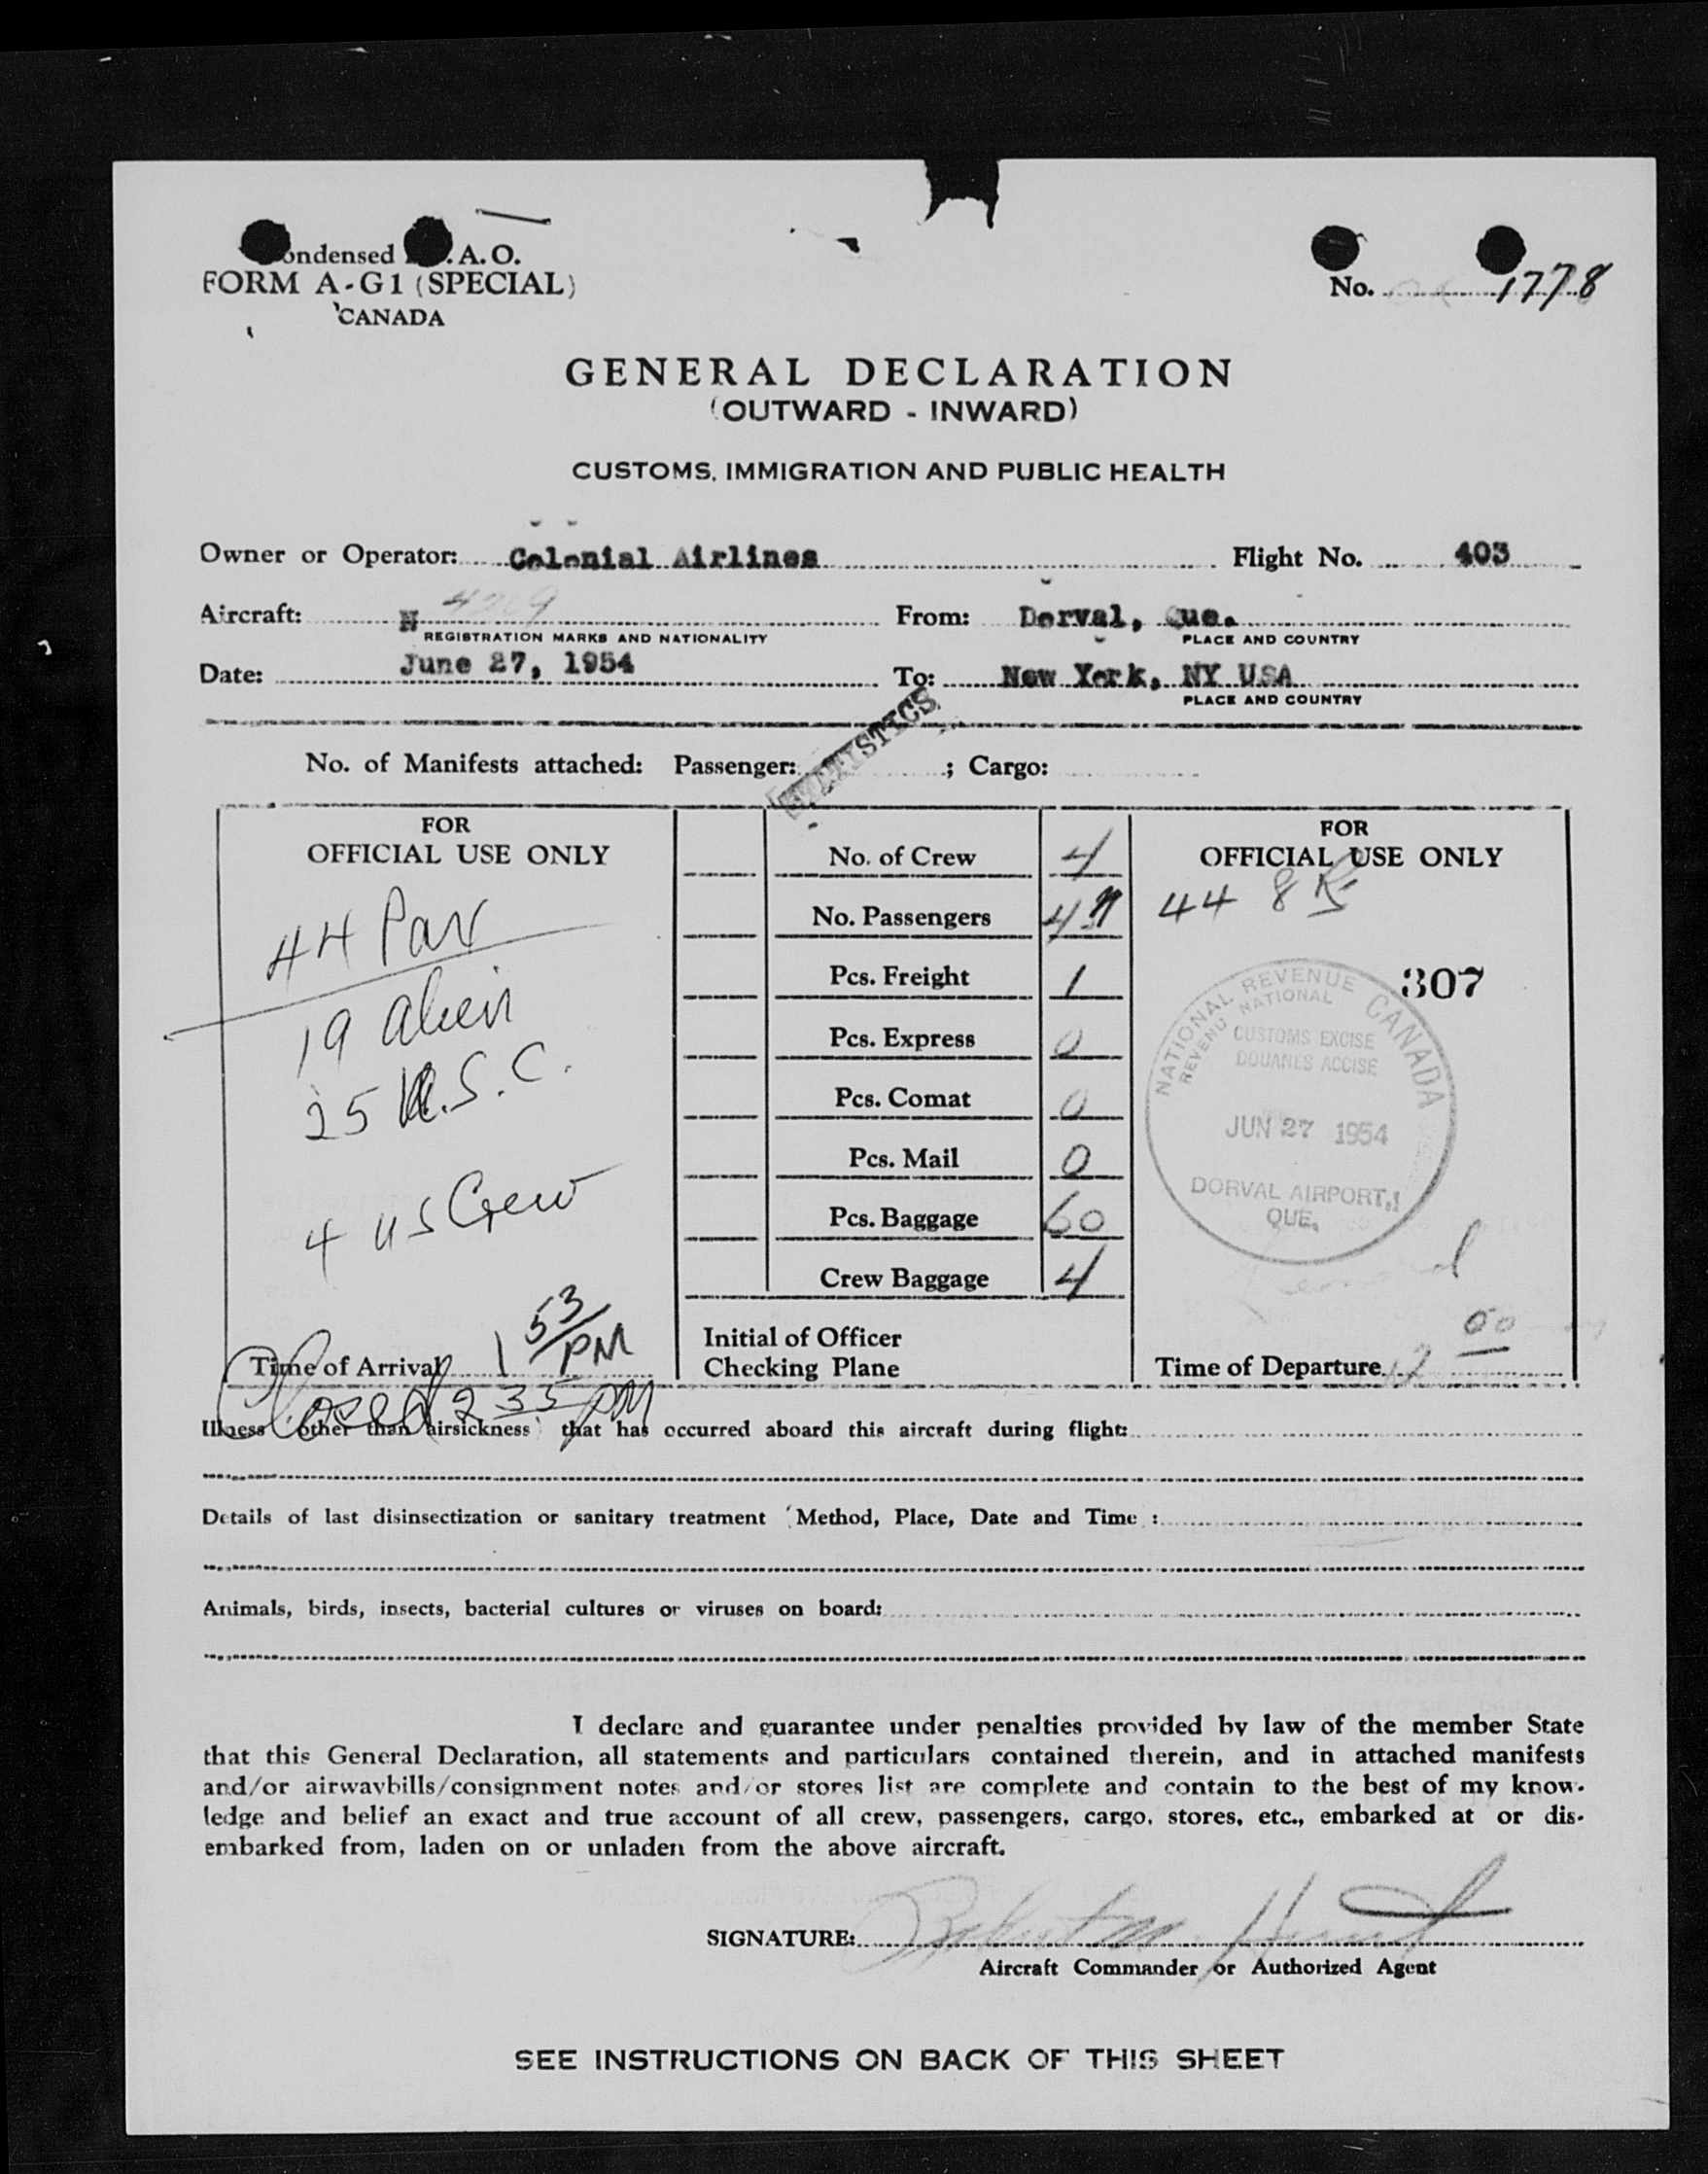 ondensed .A.O.
FORM A-G1 (SPECIAL)
CANADA
No. 1778
GENERAL DECLARATION
(OUTWARD - INWARD)
CUSTOMS, IMMIGRATION AND PUBLIC HEALTH
Owner or Operator: Colonial Airlines Flight No. 403
Aircraft: N From: Dorval, Que.
REGISTRATION MARKS AND NATIONALITY PLACE AND COUNTRY
Date: June 27, 1954 To: New York, NY USA
PLACE AND COUNTRY
STATISTICS
No. of Manifests attached: Passenger: ; Cargo:
FOR
OFFICIAL USE ONLY
44 Pax
19 alien
25 U.S.C.
4 US Crew
Time of Arrival 1 53 PM
Closed 2 35 PM
No. of Crew 4
No. Passengers
Pcs. Freight 1
Pcs. Express 0
Pcs. Comat 0
Pcs. Mail 0
Pcs. Baggage 60
Crew Baggage 4
Initial of Officer
Checking Plane
FOR
OFFICIAL USE ONLY
44 8
307
NATIONAL REVENUE CANADA
REVENU NATIONAL
CUSTOMS EXCISE
DOUANES ACCISE
JUN 27 1954
DORVAL AIRPORT,1
QUE.
Time of Departure 12 00
Illness other than airsickness that has occurred aboard this aircraft during flight:
Details of last disinsectization or sanitary treatment (Method, Place, Date and Time):
Animals, birds, insects, bacterial cultures or viruses on board:
I declare and guarantee under penalties provided by law of the member State
that this General Declaration, all statements and particulars contained therein, and in attached manifests
and/or airwaybills/consignment notes and/or stores list are complete and contain to the best of my know-
ledge and belief an exact and true account of all crew, passengers, cargo, stores, etc., embarked at or dis-
embarked from, laden on or unladen from the above aircraft.
SIGNATURE: Robert M.
Aircraft Commander or Authorized Agent
SEE INSTRUCTIONS ON BACK OF THIS SHEET